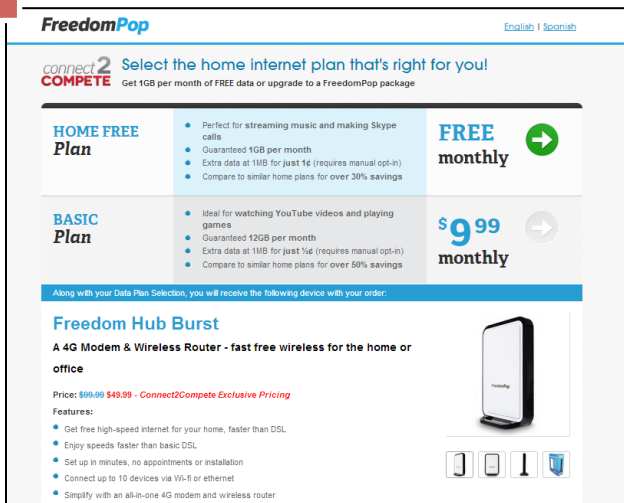 FreedomPop
English | Spanish
connect2 COMPETE
Select the home internet plan that's right for you!
Get 1GB per month of FREE data or upgrade to a FreedomPop package
HOME FREE
Plan
Perfect for streaming music and making Skype
calls
Guaranteed 1GB per month
Extra data at 1MB for just 1¢ (requires manual opt-in)
Compare to similar home plans for over 30% savings
FREE
monthly
BASIC
Plan
Ideal for watching YouTube videos and playing
games
Guaranteed 12GB per month
Extra data at 1MB for just ½¢ (requires manual opt-in)
Compare to similar home plans for over 50% savings
$9.99
monthly
Along with your Data Plan Selection, you will receive the following device with your order:
Freedom Hub Burst
A 4G Modem & Wireless Router - fast free wireless for the home or
office
Price: $99.99 $49.99 - Connect2Compete Exclusive Pricing
Features:
Get free high-speed internet for your home, faster than DSL
Enjoy speeds faster than basic DSL
Set up in minutes, no appointments or installation
Connect up to 10 devices via Wi-fi or ethernet
Simplify with an all-in-one 4G modem and wireless router
FreedomPop